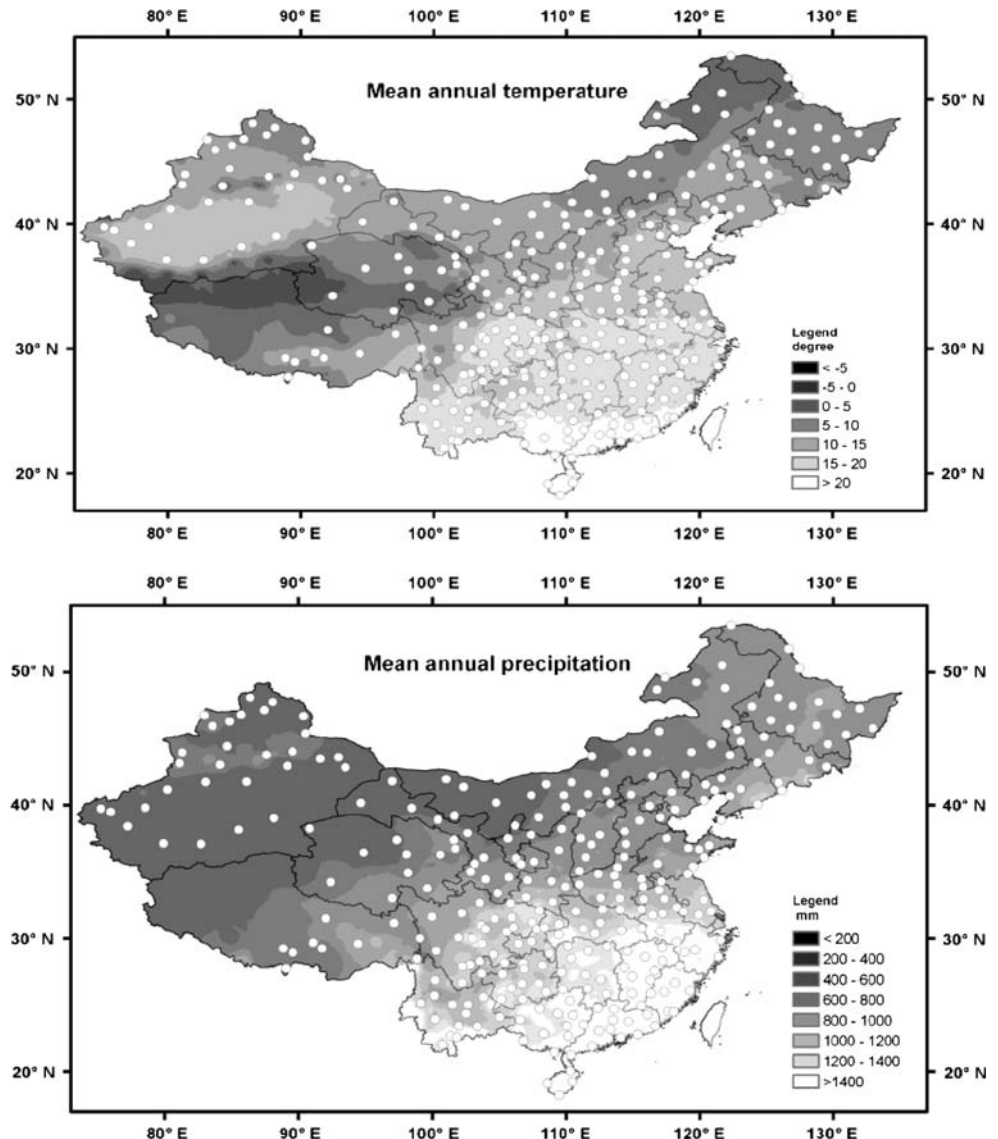 80° E 90° E 100° E 110° E 120° E 130° E
Mean annual temperature
50° N 50° N
40° N 40° N
30° N 30° N
20° N 20° N
Legend
degree
< -5
-5 - 0
0 - 5
5 - 10
10 - 15
15 - 20
> 20
80° E 90° E 100° E 110° E 120° E 130° E
80° E 90° E 100° E 110° E 120° E 130° E
Mean annual precipitation
50° N 50° N
40° N 40° N
30° N 30° N
20° N 20° N
Legend
mm
< 200
200 - 400
400 - 600
600 - 800
800 - 1000
1000 - 1200
1200 - 1400
>1400
80° E 90° E 100° E 110° E 120° E 130° E